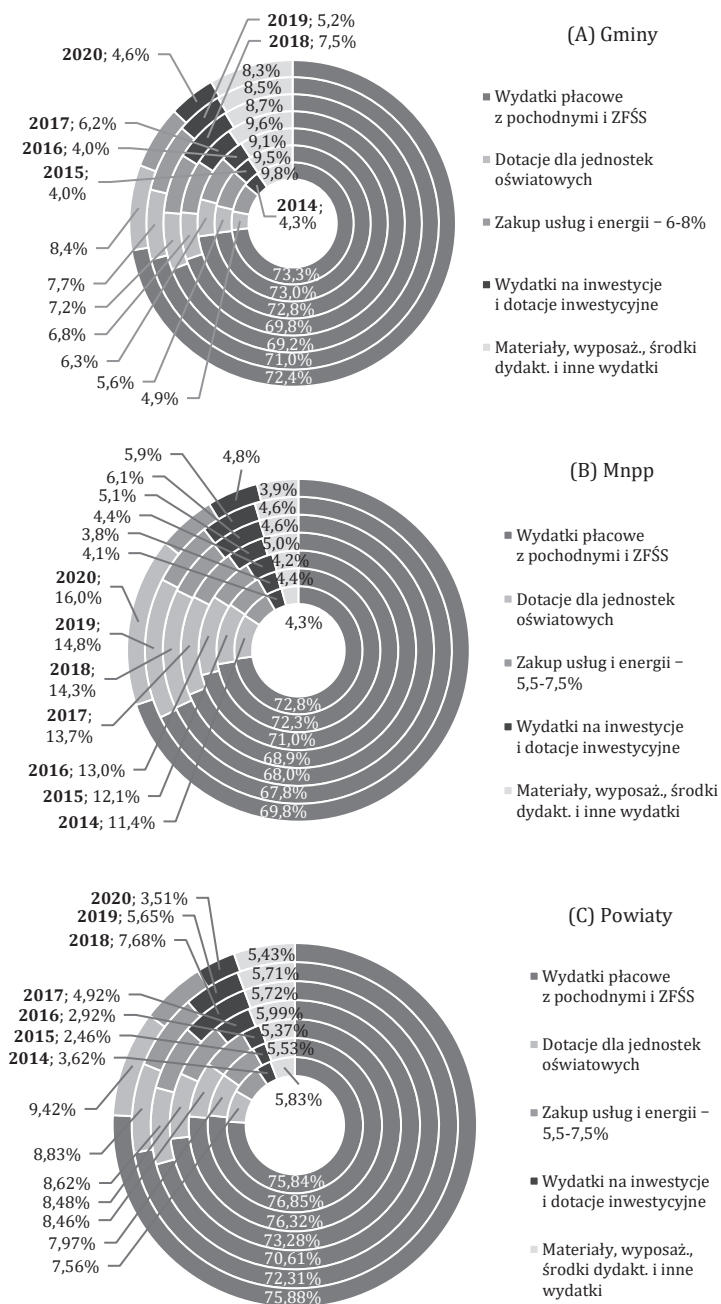 (A) Gminy
2019; 5,2%
2018; 7,5%
2020; 4,6%
2017; 6,2%
2016; 4,0%
2015;
4,0%
2014;
4,3%
8,3%
8,5%
8,7%
9,6%
9,1%
9,5%
9,8%
8,4%
7,7%
7,2%
6,8%
6,3%
5,6%
4,9%
73,3%
73,0%
72,8%
69,8%
69,2%
71,0%
72,4%
Wydatki płacowe
z pochodnymi i ZFŚS
Dotacje dla jednostek
oświatowych
Zakup usług i energii – 6-8%
Wydatki na inwestycje
i dotacje inwestycyjne
Materiały, wyposaż., środki
dydakt. i inne wydatki
(B) Mnpp
5,9%
4,8%
6,1%
5,1%
4,4%
3,8%
4,1%
3,9%
4,6%
4,6%
5,0%
4,2%
4,4%
4,3%
2020;
16,0%
2019;
14,8%
2018;
14,3%
2017;
13,7%
2016; 13,0%
2015; 12,1%
2014; 11,4%
72,8%
72,3%
71,0%
68,9%
68,0%
67,8%
69,8%
Wydatki płacowe
z pochodnymi i ZFŚS
Dotacje dla jednostek
oświatowych
Zakup usług i energii –
5,5-7,5%
Wydatki na inwestycje
i dotacje inwestycyjne
Materiały, wyposaż., środki
dydakt. i inne wydatki
(C) Powiaty
2020; 3,51%
2019; 5,65%
2018; 7,68%
2017; 4,92%
2016; 2,92%
2015; 2,46%
2014; 3,62%
5,43%
5,71%
5,72%
5,99%
5,37%
5,53%
5,83%
9,42%
8,83%
8,62%
8,48%
8,46%
7,97%
7,56%
75,84%
76,85%
76,32%
73,28%
70,61%
72,31%
75,88%
Wydatki płacowe
z pochodnymi i ZFŚS
Dotacje dla jednostek
oświatowych
Zakup usług i energii –
5,5-7,5%
Wydatki na inwestycje
i dotacje inwestycyjne
Materiały, wyposaż.,
środki dydakt. i inne
wydatki